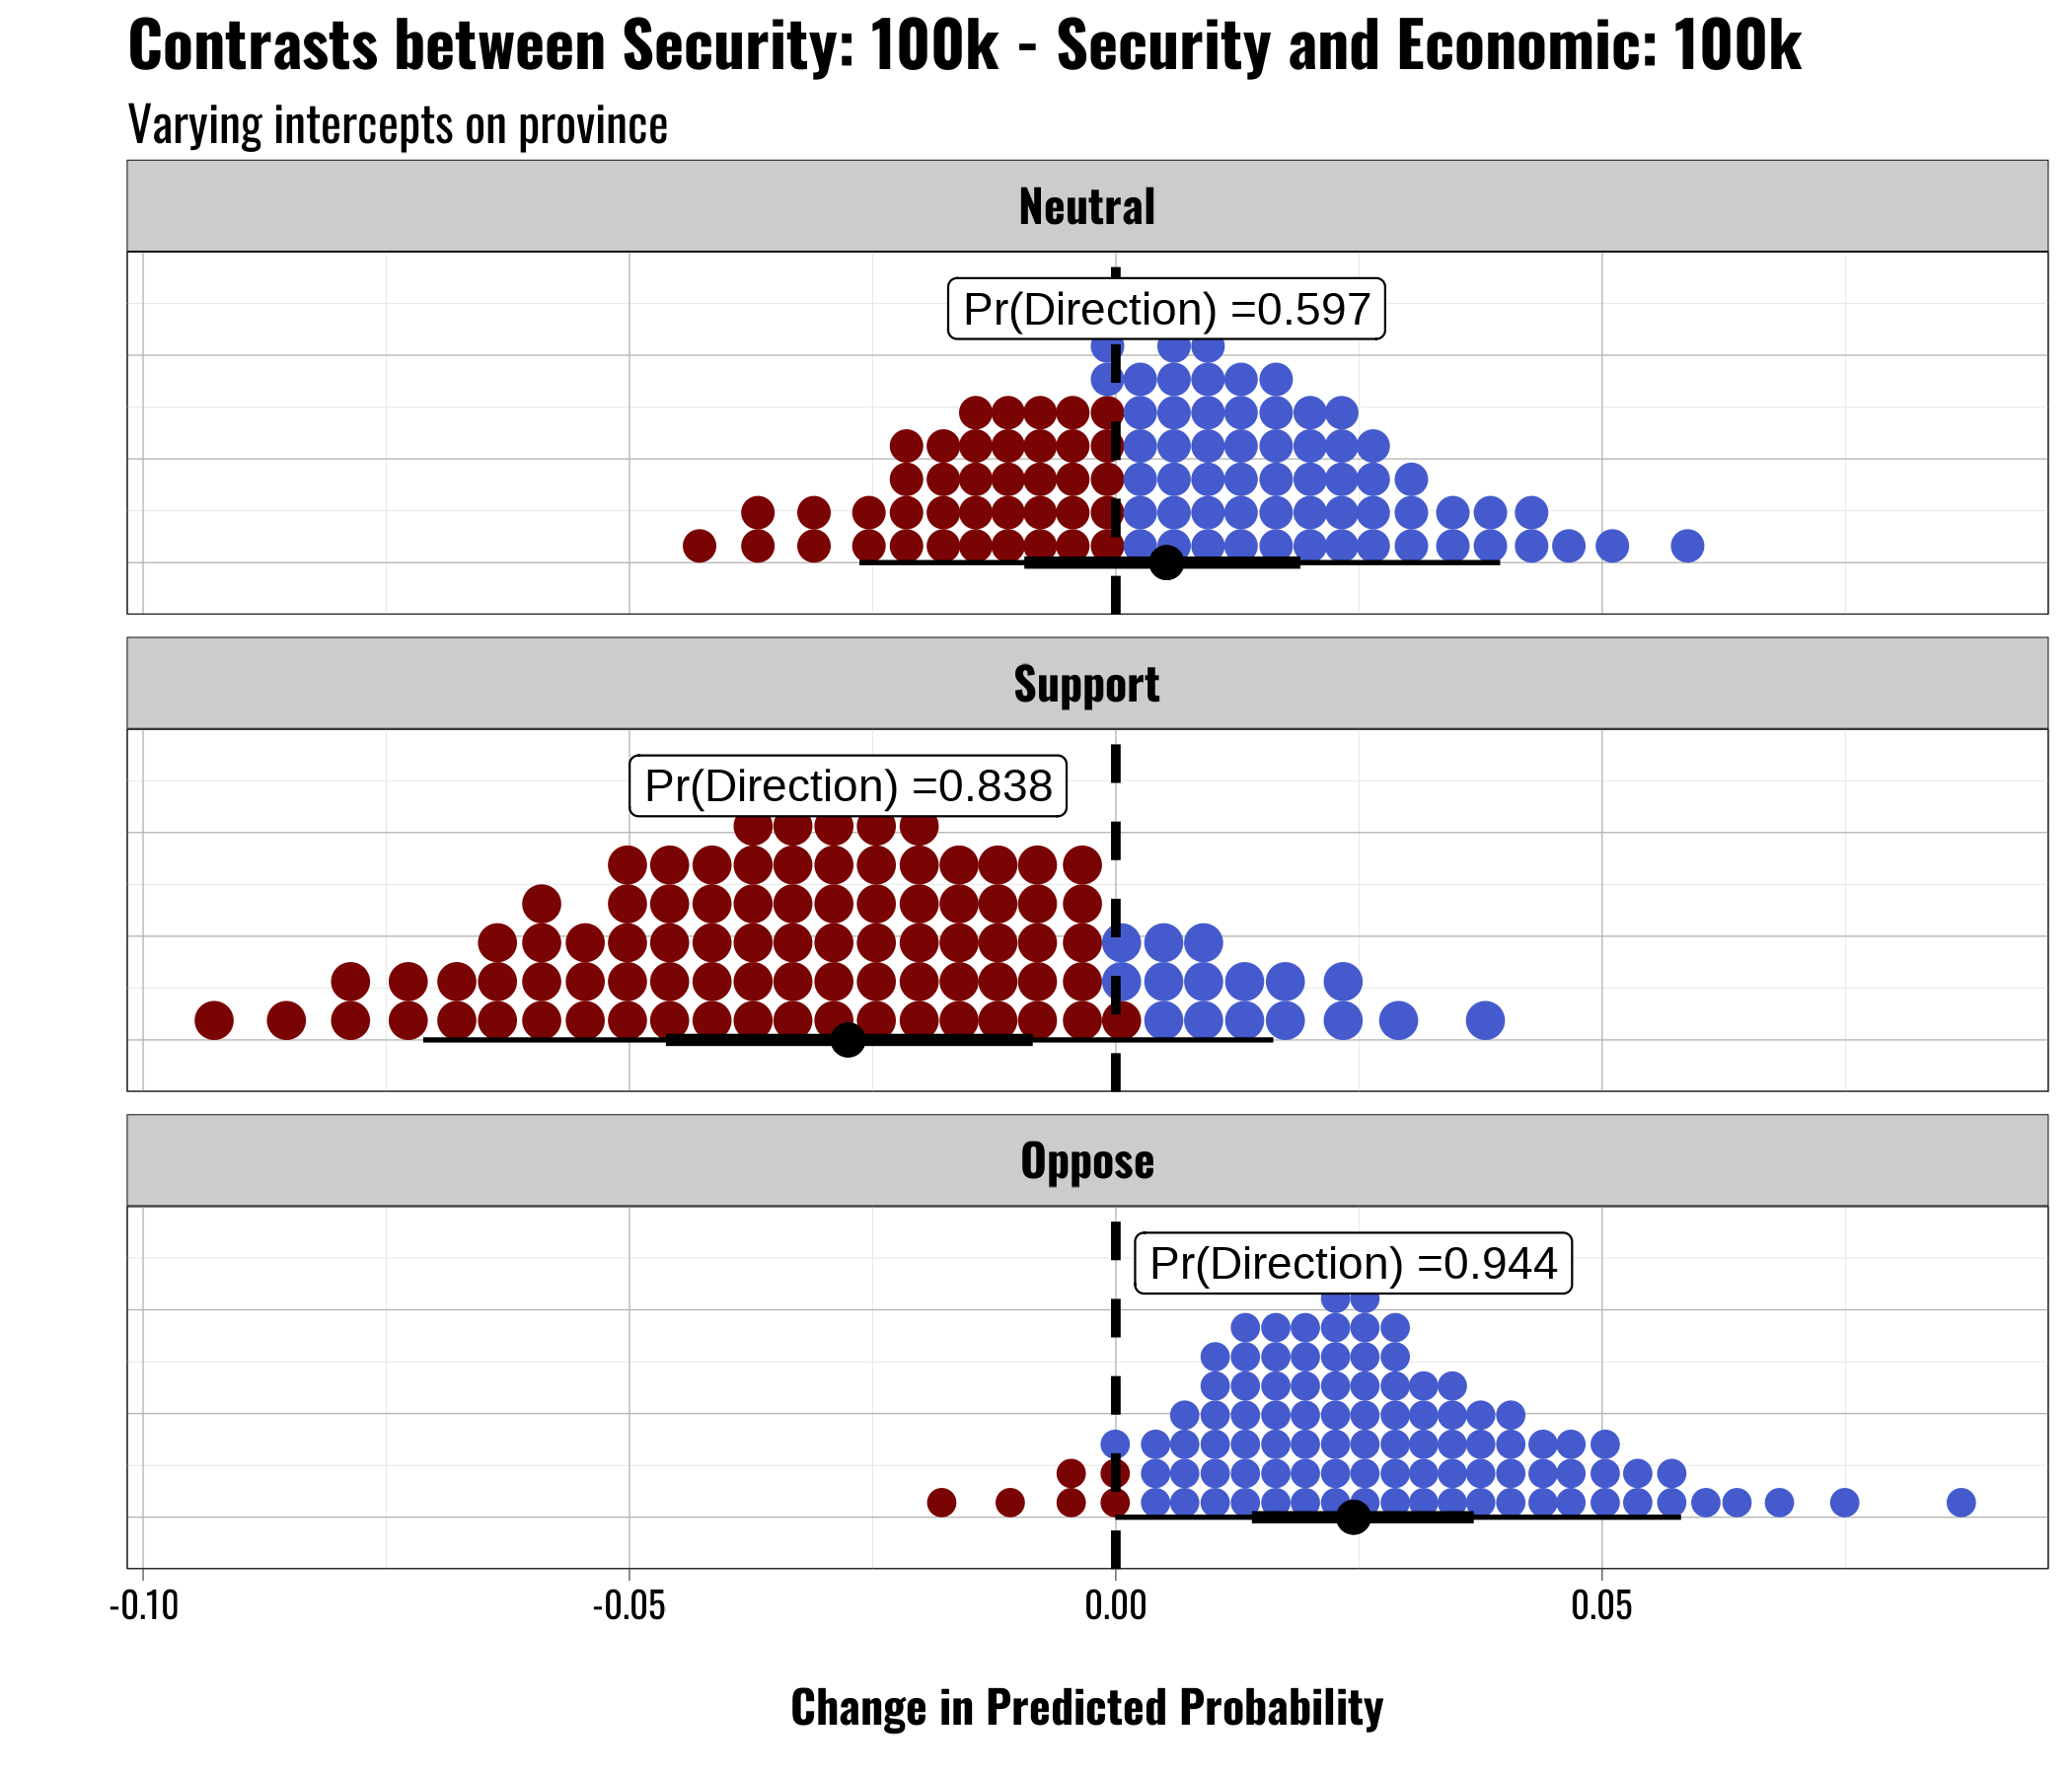 Contrasts between Security: 100k - Security and Economic: 100k
Varying intercepts on province
Neutral
Pr(Direction) =0.597
Support
Pr(Direction) =0.838
Oppose
Pr(Direction) =0.944
-0.10 -0.05 0.00 0.05
Change in Predicted Probability